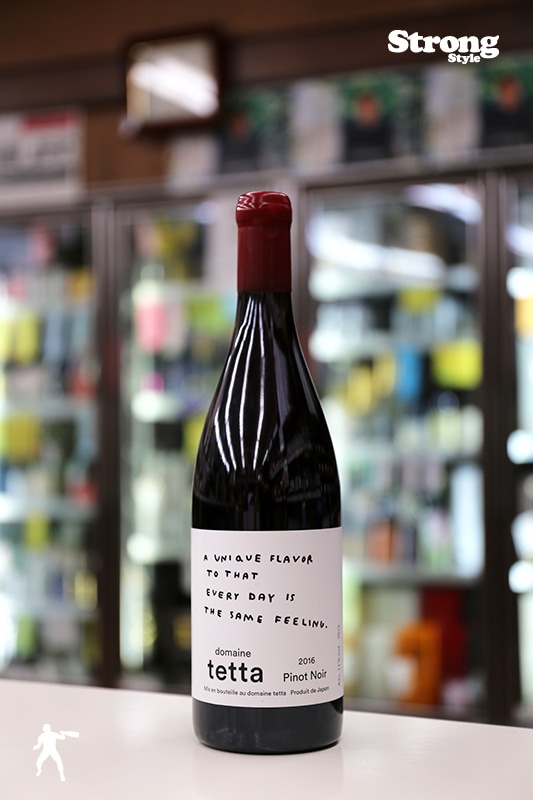 Strong
Style
A UNIQUE FLAVOR
TO THAT
EVERY DAY IS
THE SAME FEELING.
domaine
tetta
2016
Pinot Noir
Mis en bouteille au domaine tetta Produit de Japon